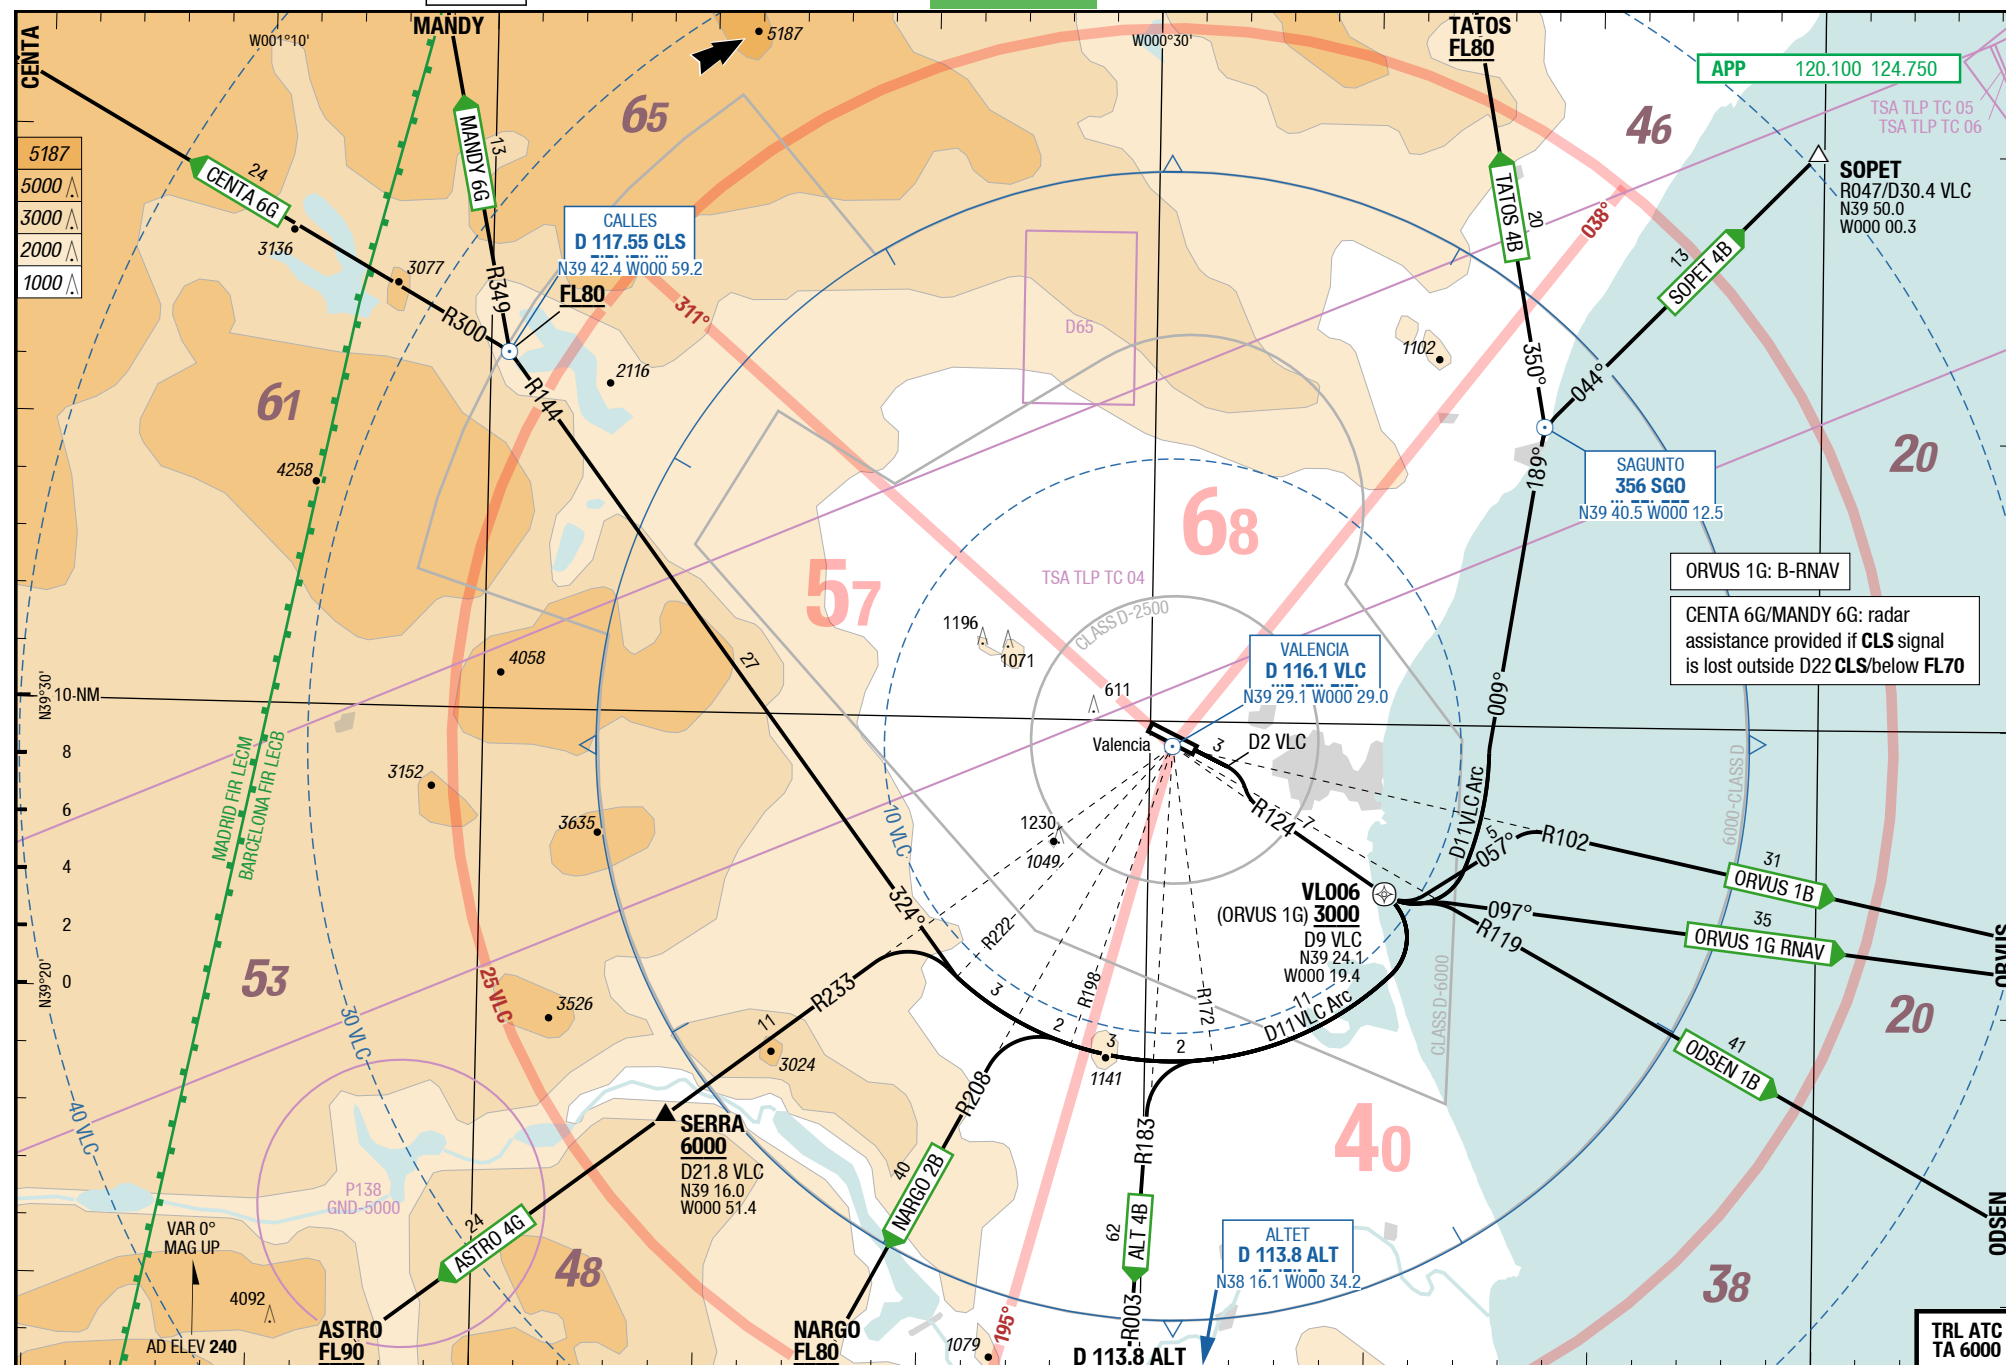 CENTA
W001°10'
MANDY
5187
W000°30'
TATOS
FL80
APP 120.100 124.750
TSA TLP TC 05
TSA TLP TC 06
65
46
5187
5000
3000
2000
1000
24
CENTA 6G
3136
3077
MANDY 6G
13
R349
R300
CALLES
D 117.55 CLS
N39 42.4 W000 59.2
FL80
311°
D65
TATOS 4B
20
038°
SOPET
R047/D30.4 VLC
N39 50.0
W000 00.3
13
SOPET 4B
1102
350°
044°
2116
R144
61
4258
189°
SAGUNTO
356 SGO
N39 40.5 W000 12.5
20
68
57
TSA TLP TC 04
ORVUS 1G: B-RNAV
CENTA 6G/MANDY 6G: radar
assistance provided if CLS signal
is lost outside D22 CLS/below FL70
CLASS D-2500
1196
1071
4058
27
611
VALENCIA
D 116.1 VLC
N39 29.1 W000 29.0
009°
N39°30'
10-NM
8
6
4
2
0
N39°20'
MADRID FIR LECM
BARCELONA FIR LECB
3152
3635
Valencia
3
D2 VLC
6000-CLASS D
D11 VLC Arc
10 VLC
1230
1049
R124
7
5
057°
R102
31
ORVUS 1B
324°
R222
VL006
(ORVUS 1G) 3000
D9 VLC
N39 24.1
W000 19.4
097°
35
ORVUS 1G RNAV
R119
ORVUS
53
25 VLC
3526
30 VLC
R233
11
3
2
R198
3
R172
2
11
D11 VLC Arc
CLASS D-6000
20
41
ODSEN 1B
3024
1141
40 VLC
R208
SERRA
6000
D21.8 VLC
N39 16.0
W000 51.4
R183
40
P138
GND-5000
40
NARGO 2B
62
ALT 4B
ODSEN
VAR 0°
MAG UP
24
ASTRO 4G
48
ALTET
D 113.8 ALT
N38 16.1 W000 34.2
38
4092
AD ELEV 240
ASTRO
FL90
NARGO
FL80
1079
195°
R003
D 113.8 ALT
TRL ATC
TA 6000